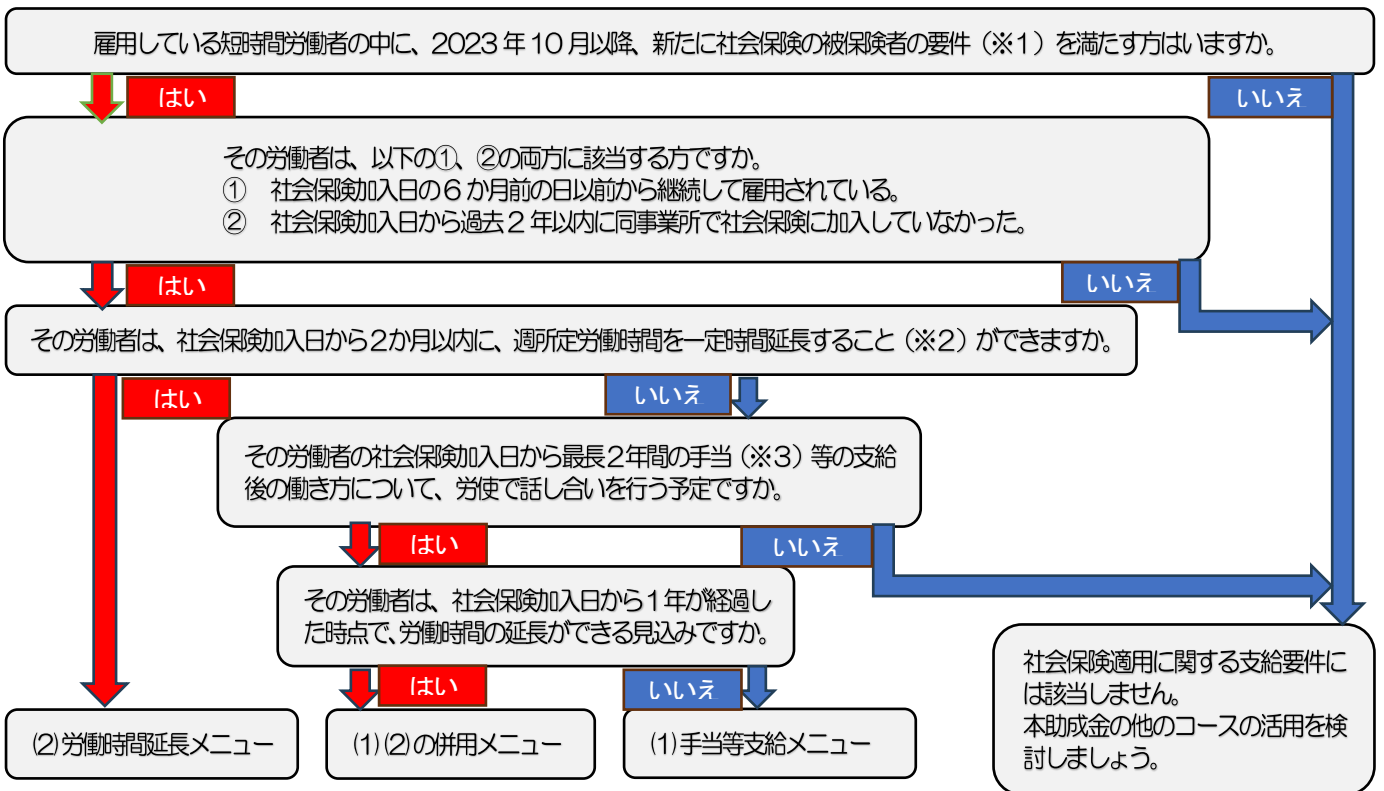 雇用している短時間労働者の中に、2023年10月以降、新たに社会保険の被保険者の要件（※1）を満たす方はいますか。
はい
いいえ
その労働者は、以下の①、②の両方に該当する方ですか。
①　社会保険加入日の6か月前の日以前から継続して雇用されている。
②　社会保険加入日から過去2年以内に同事業所で社会保険に加入していなかった。
はい
いいえ
その労働者は、社会保険加入日から2か月以内に、週所定労働時間を一定時間延長すること（※2）ができますか。
はい
いいえ
その労働者の社会保険加入日から最長2年間の手当（※3）等の支給
後の働き方について、労使で話し合いを行う予定ですか。
はい
いいえ
その労働者は、社会保険加入日から1年が経過し
た時点で、労働時間の延長ができる見込みですか。
はい
いいえ
(2)労働時間延長メニュー
(1)(2)の併用メニュー
(1)手当等支給メニュー
社会保険適用に関する支給要件に
は該当しません。
本助成金の他のコースの活用を検
討しましょう。